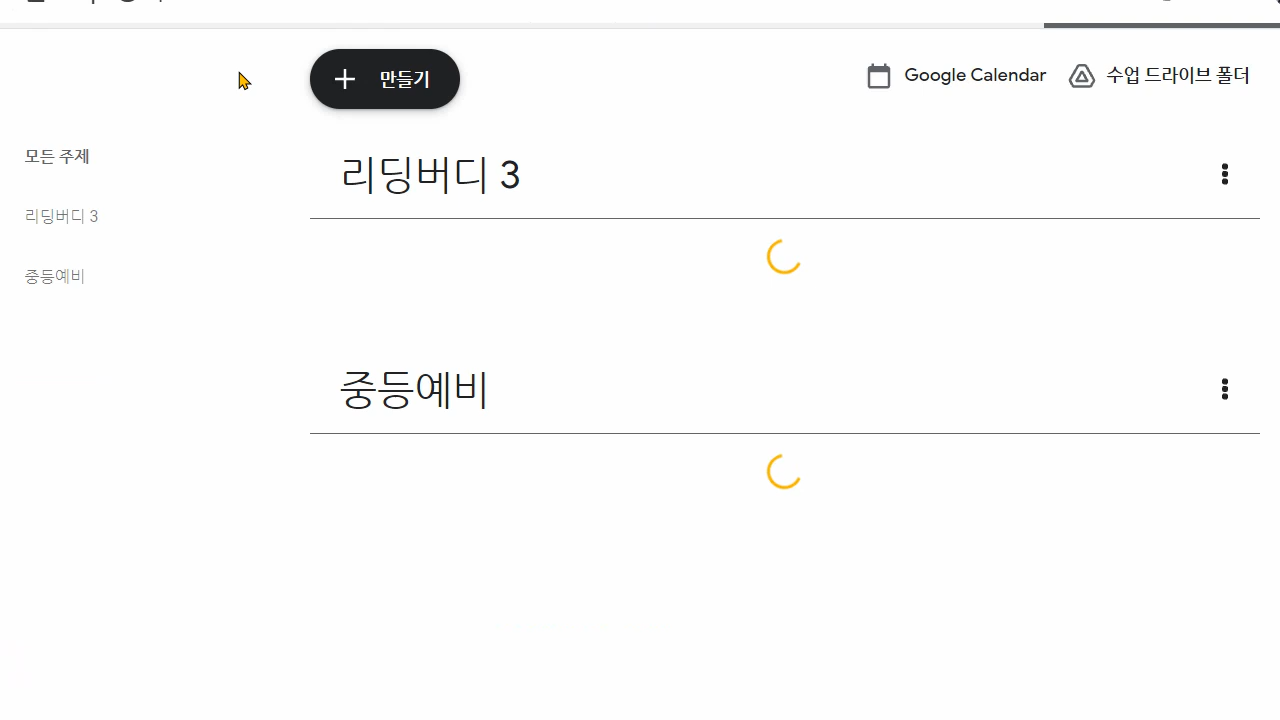 만들기
Google Calendar
수업 드라이브 폴더
모든 주제
리딩버디 3
중등예비
리딩버디 3
중등예비